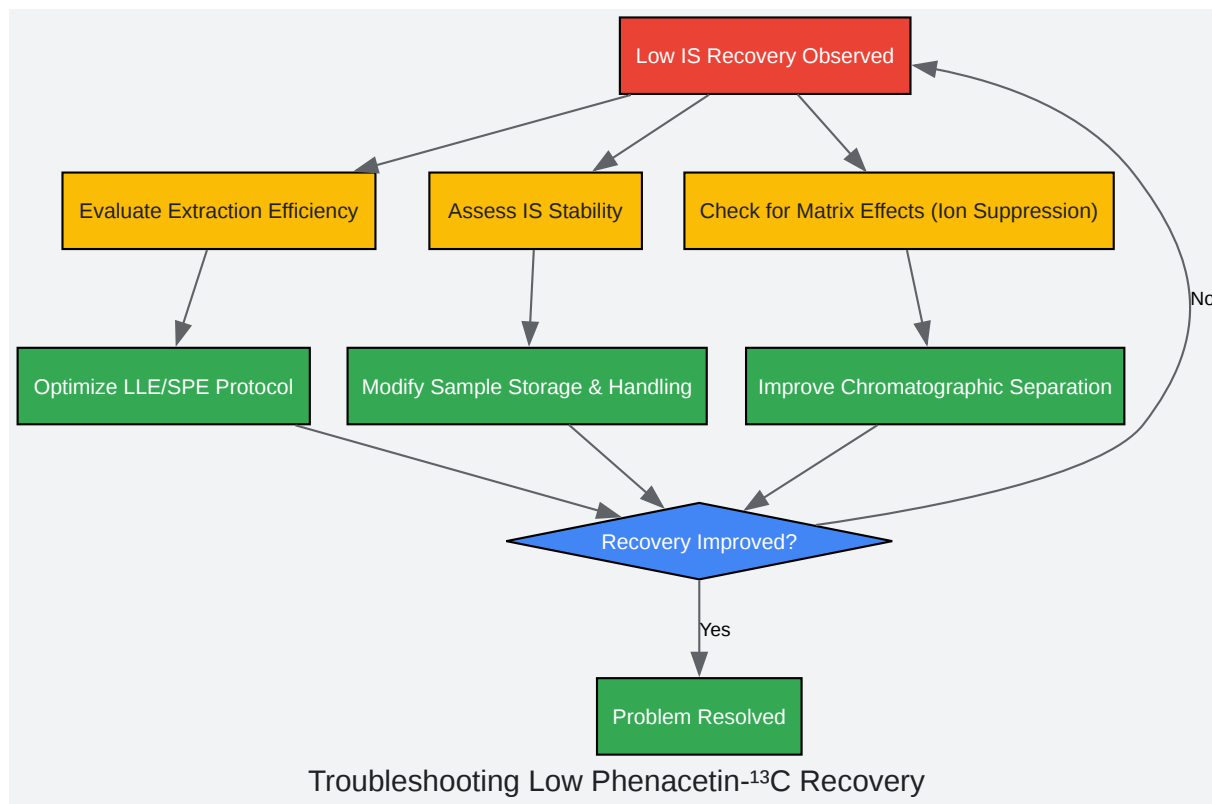 Low IS Recovery Observed
Evaluate Extraction Efficiency
Assess IS Stability
Check for Matrix Effects (Ion Suppression)
No
Optimize LLE/SPE Protocol
Modify Sample Storage & Handling
Improve Chromatographic Separation
Recovery Improved?
Yes
Problem Resolved
Troubleshooting Low Phenacetin-¹³C Recovery